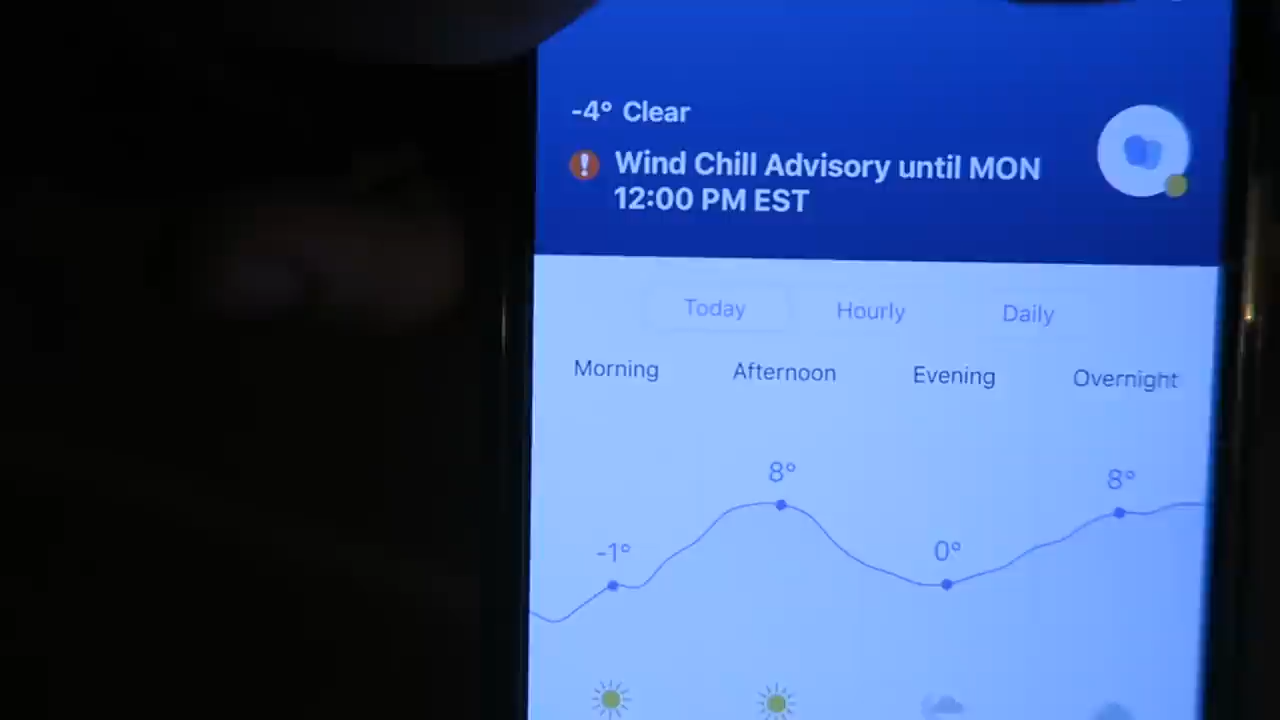 -4° Clear
Wind Chill Advisory until MON
12:00 PM EST
Today Hourly Daily
Morning Afternoon Evening Overnight
8° 8°
-1° 0°